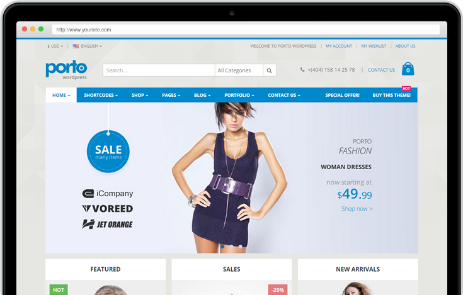 http://www.yoursite.com
$ USD
ENGLISH
WELCOME TO PORTO WORDPRESS
MY ACCOUNT
MY WISHLIST
ABOUT US
porto
wordpress
Search...
All Categories
+(404) 158 14 25 78
CONTACT US
0
HOME
SHORTCODES
SHOP
PAGES
BLOG
PORTFOLIO
CONTACT US
SPECIAL OFFER!
BUY THIS THEME!
HOT
SALE
many items
iCompany
VOREED
JET ORANGE
PORTO
FASHION
WOMAN DRESSES
now starting at
$49.99
Shop now >
FEATURED
SALES
NEW ARRIVALS
HOT
-20%